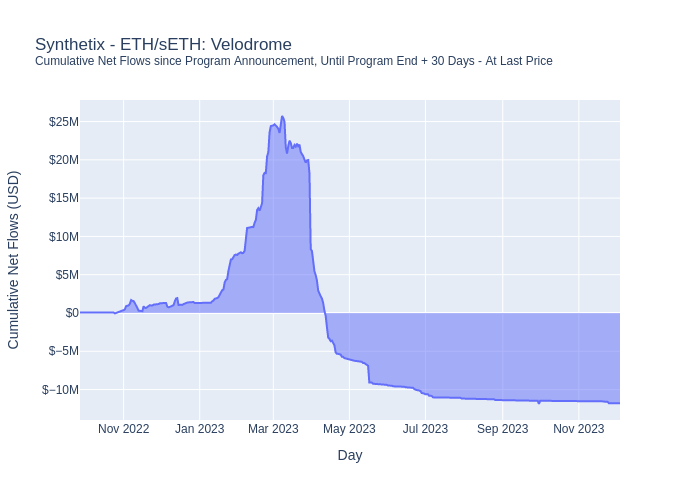 Synthetix - ETH/sETH: Velodrome
Cumulative Net Flows since Program Announcement, Until Program End + 30 Days - At Last Price
Cumulative Net Flows (USD)
$25M
$20M
$15M
$10M
$5M
$0
$−5M
$−10M
Nov 2022 Jan 2023 Mar 2023 May 2023 Jul 2023 Sep 2023 Nov 2023
Day